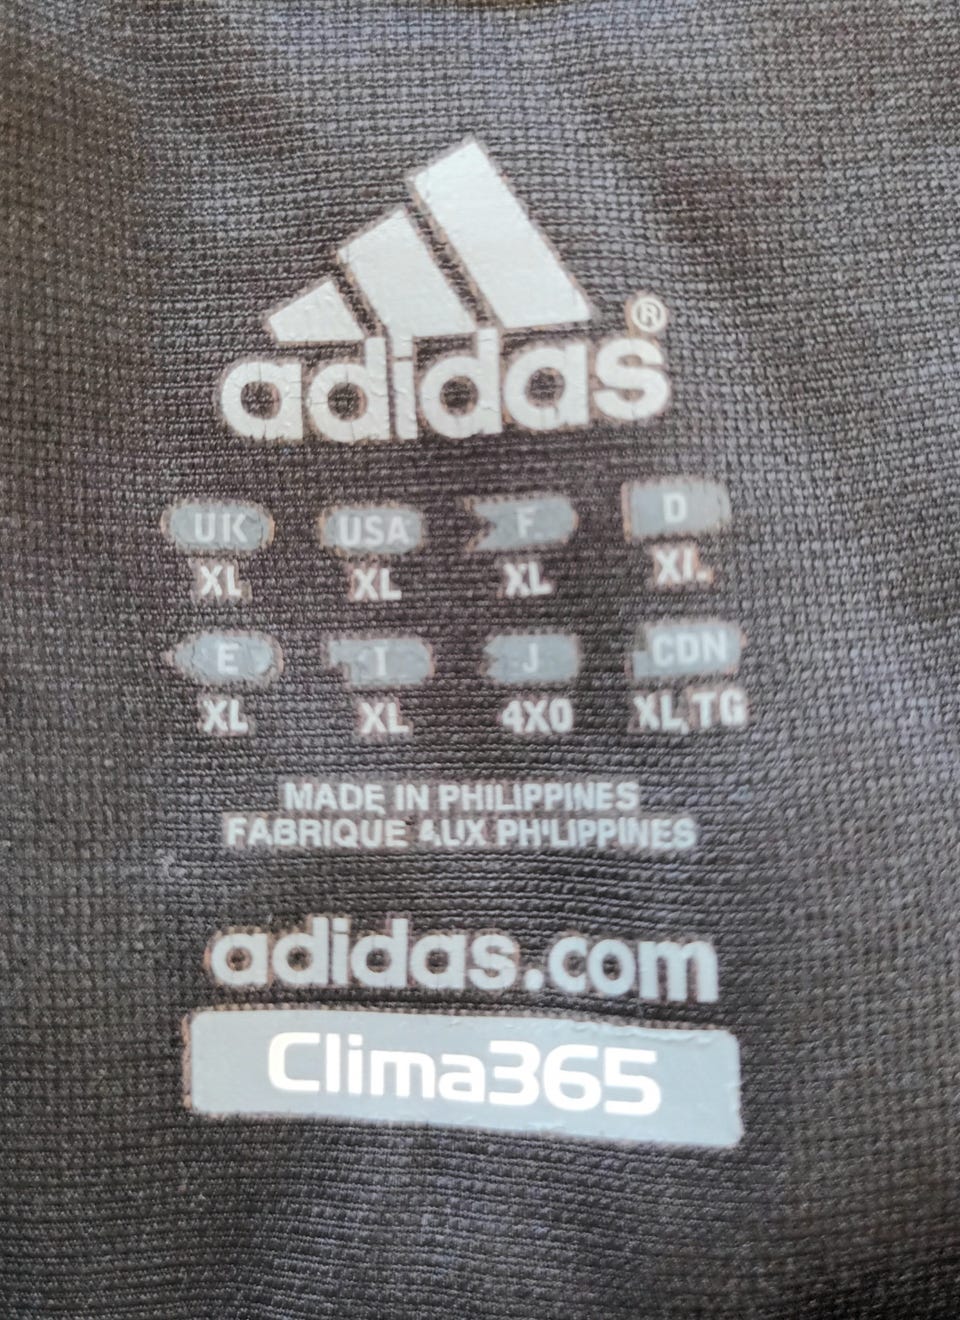 ®
adidas
UK USA F D
XL XL XL XL
E I J CDN
XL XL 4XO XL,TG
MADE IN PHILIPPINES
FABRIQUE AUX PHILIPPINES
adidas.com
Clima365